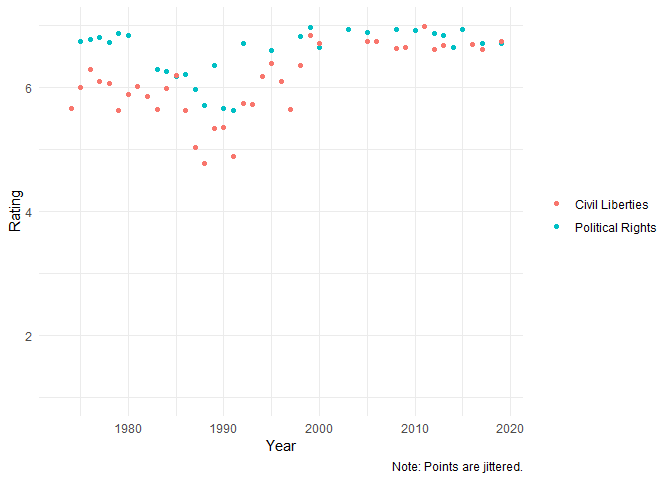 6
4
2
Rating
1980 1990 2000 2010 2020
Year
Civil Liberties
Political Rights
Note: Points are jittered.